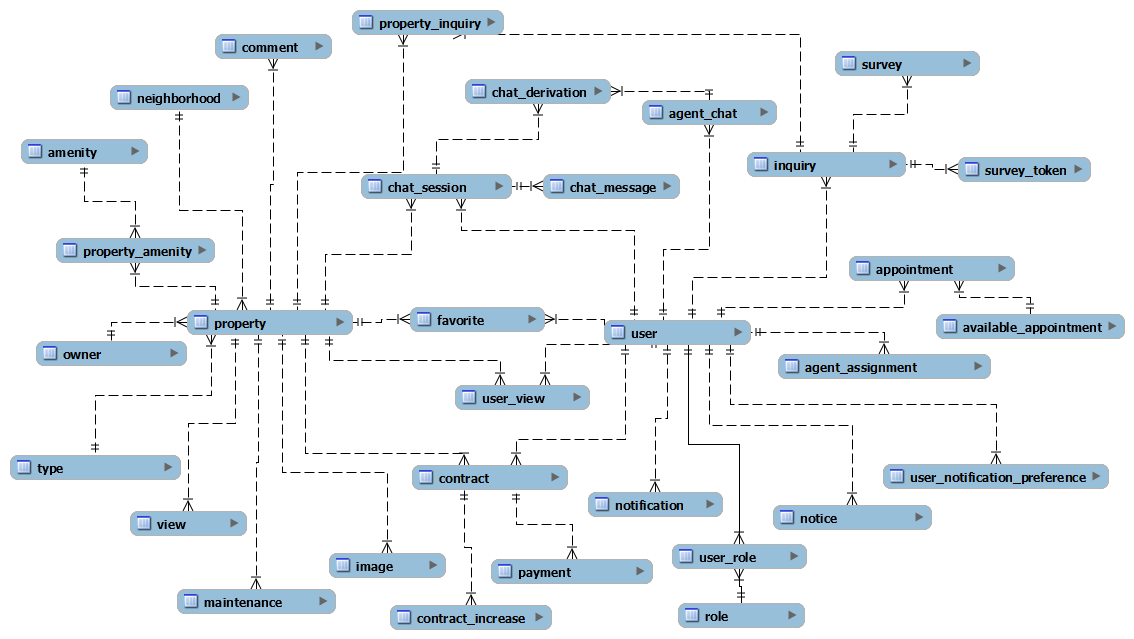 property_inquiry
comment
survey
chat_derivation
neighborhood
agent_chat
amenity
inquiry
survey_token
chat_session
chat_message
property_amenity
appointment
property
favorite
user
available_appointment
owner
agent_assignment
user_view
type
contract
user_notification_preference
notification
notice
view
image
payment
user_role
maintenance
contract_increase
role